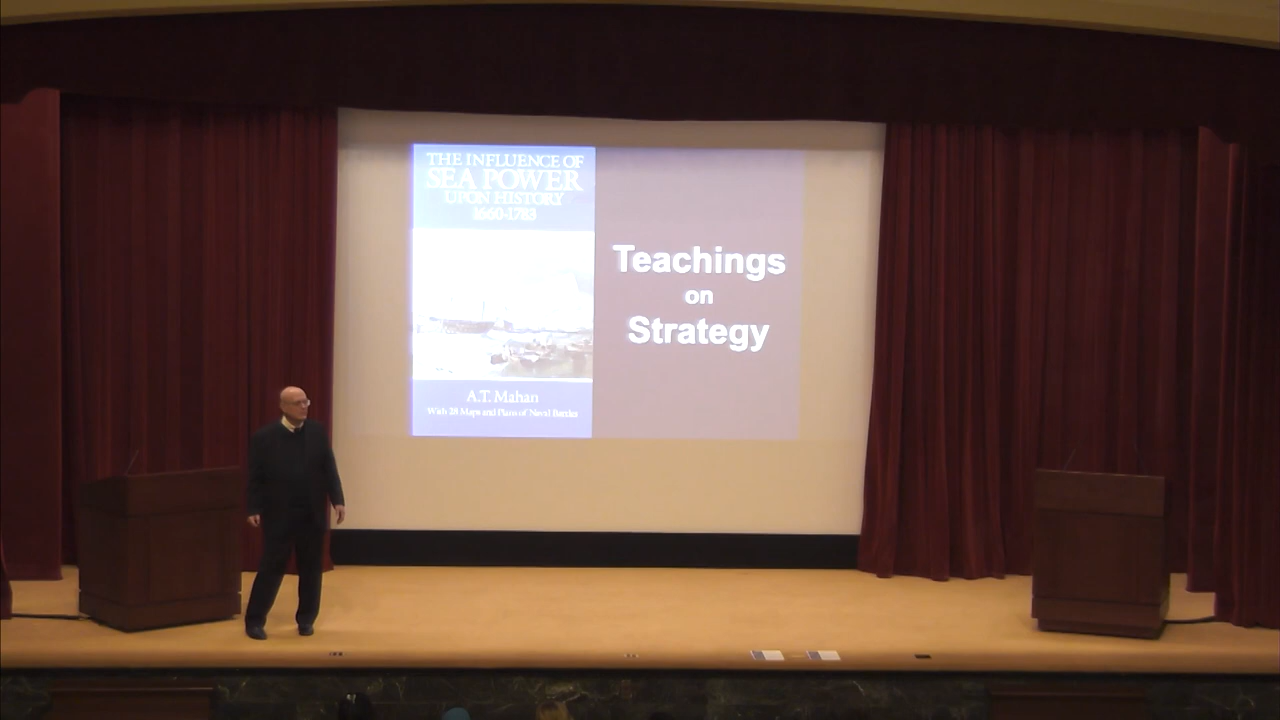 THE INFLUENCE OF
SEA POWER
UPON HISTORY
1660-1783
A.T. Mahan
With 28 Maps and Plans of Naval Battles
Teachings
on
Strategy